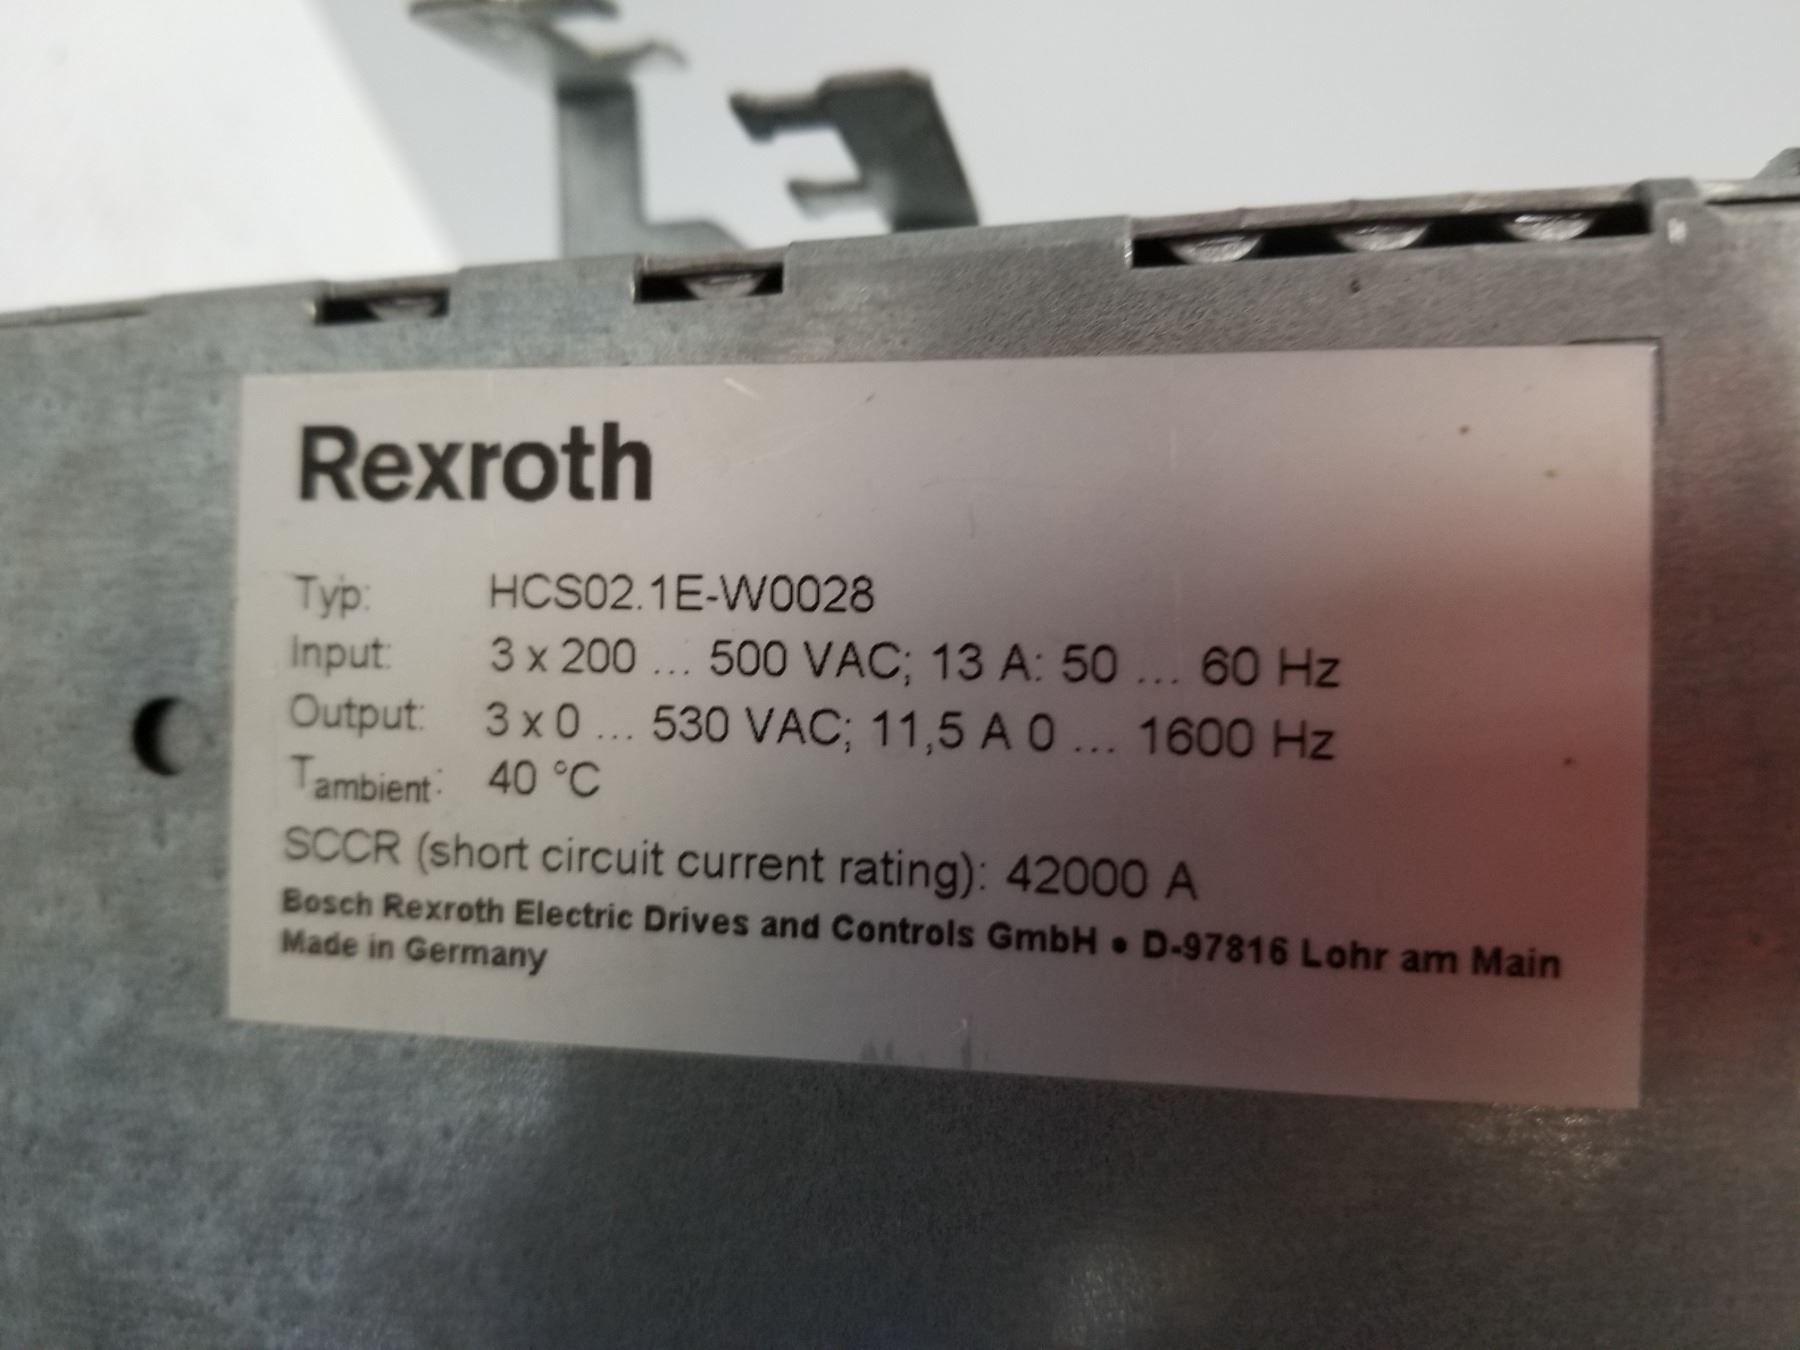 Rexroth
Typ: HCS02.1E-W0028
Input: 3 x 200 ... 500 VAC; 13 A: 50 ... 60 Hz
Output: 3 x 0 ... 530 VAC; 11,5 A 0 ... 1600 Hz
Tambient: 40 °C
SCCR (short circuit current rating): 42000 A
Bosch Rexroth Electric Drives and Controls GmbH • D-97816 Lohr am Main
Made in Germany